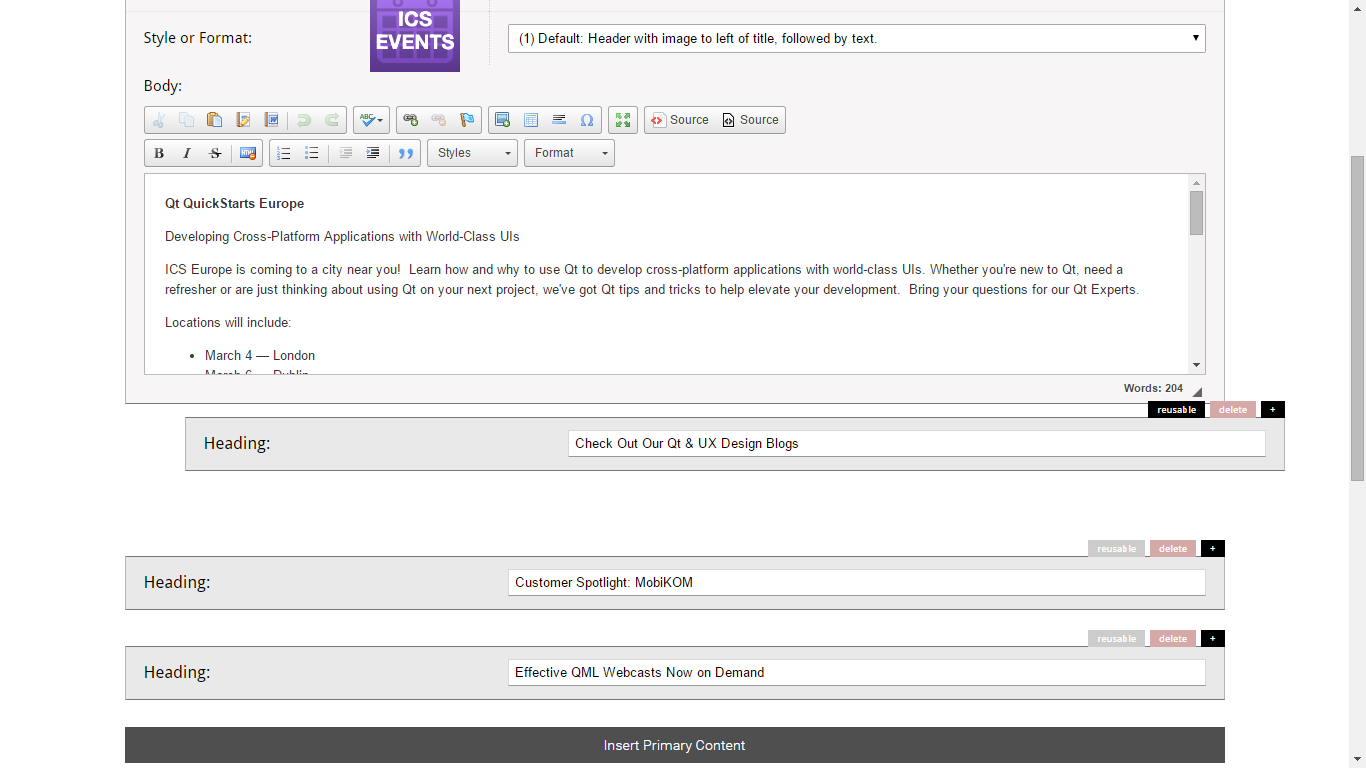 ICS
EVENTS
Style or Format:
(1) Default: Header with image to left of title, followed by text.
Body:
ABC
Source
Source
B I S
Styles
Format
Qt QuickStarts Europe
Developing Cross-Platform Applications with World-Class UIs
ICS Europe is coming to a city near you!  Learn how and why to use Qt to develop cross-platform applications with world-class UIs. Whether you're new to Qt, need a
refresher or are just thinking about using Qt on your next project, we've got Qt tips and tricks to help elevate your development.  Bring your questions for our Qt Experts.
Locations will include:
• March 4 — London
• March 6 — Dublin
Words: 204
reusable delete +
Heading:
Check Out Our Qt & UX Design Blogs
reusable delete +
Heading:
Customer Spotlight: MobiKOM
reusable delete +
Heading:
Effective QML Webcasts Now on Demand
Insert Primary Content